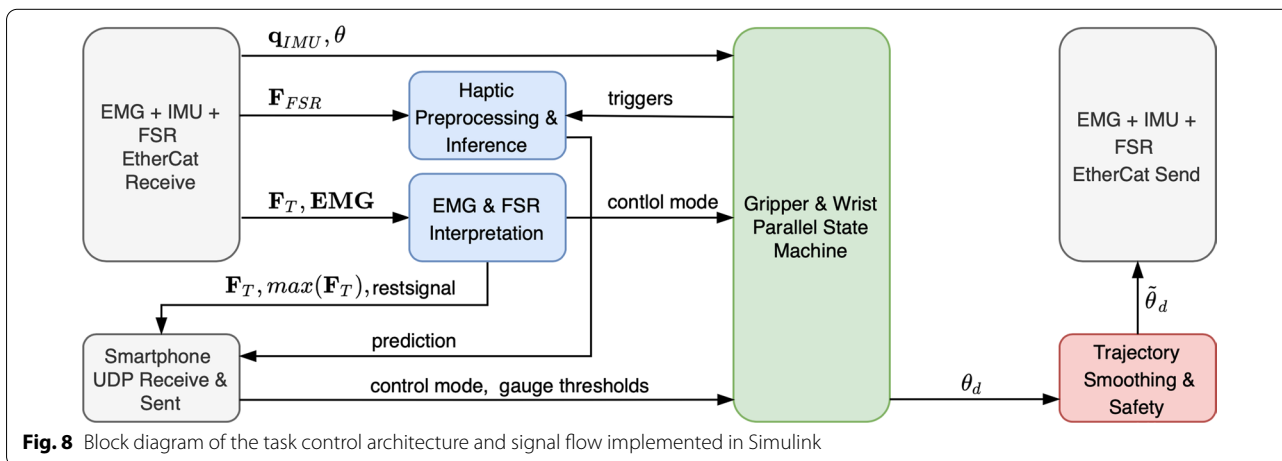 q_IMU, θ
EMG + IMU +
FSR
EtherCat
Receive
F_FSR
Haptic
Preprocessing &
Inference
triggers
F_T, EMG
EMG & FSR
Interpretation
contlol mode
Gripper & Wrist
Parallel State
Machine
EMG + IMU +
FSR
EtherCat Send
F_T, max(F_T), restsignal
prediction
Smartphone
UDP Receive &
Sent
control mode, gauge thresholds
θ_d
θ̃_d
Trajectory
Smoothing &
Safety
Fig. 8 Block diagram of the task control architecture and signal flow implemented in Simulink